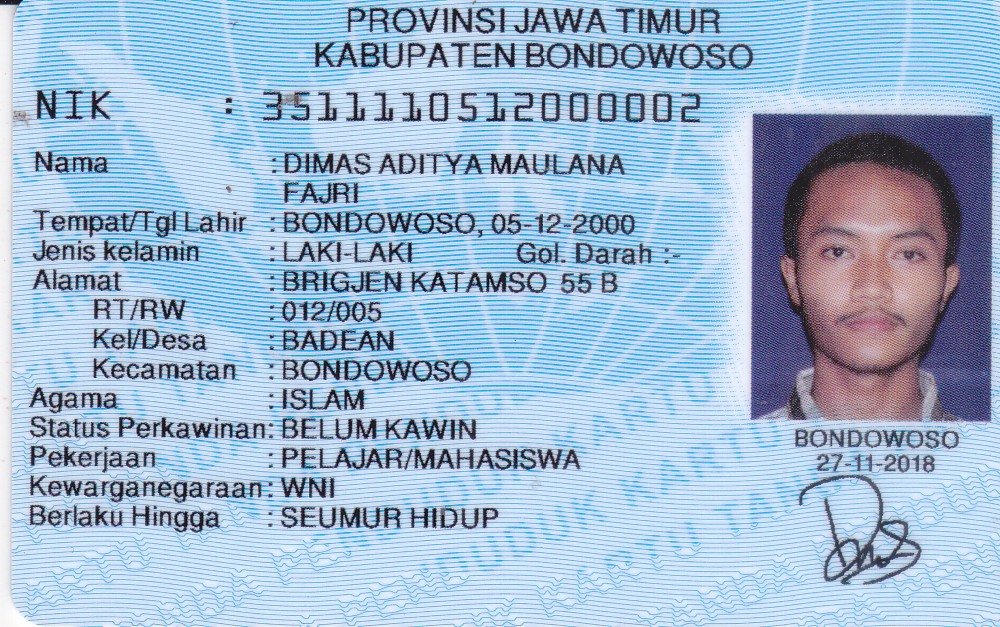 PROVINSI JAWA TIMUR
KABUPATEN BONDOWOSO
NIK : 3511110512000002
Nama : DIMAS ADITYA MAULANA
FAJRI
Tempat/Tgl Lahir : BONDOWOSO, 05-12-2000
Jenis kelamin : LAKI-LAKI Gol. Darah :-
Alamat : BRIGJEN KATAMSO 55 B
RT/RW : 012/005
Kel/Desa : BADEAN
Kecamatan : BONDOWOSO
Agama : ISLAM
Status Perkawinan: BELUM KAWIN
Pekerjaan : PELAJAR/MAHASISWA
Kewarganegaraan: WNI
Berlaku Hingga : SEUMUR HIDUP
BONDOWOSO
27-11-2018